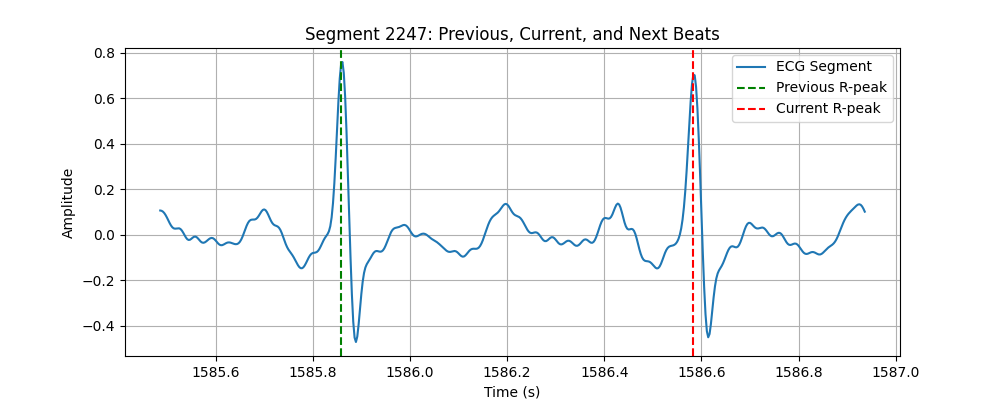 Segment 2247: Previous, Current, and Next Beats
ECG Segment
Previous R-peak
Current R-peak
Amplitude
0.8
0.6
0.4
0.2
0.0
−0.2
−0.4
1585.6 1585.8 1586.0 1586.2 1586.4 1586.6 1586.8 1587.0
Time (s)